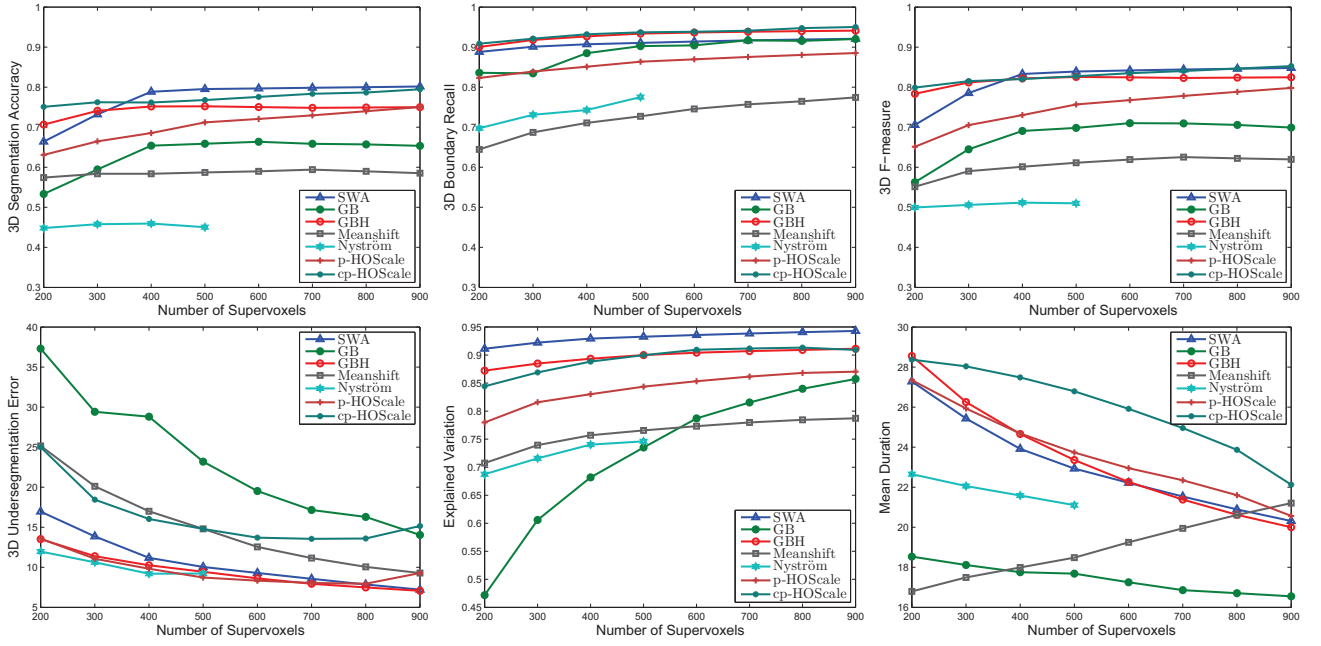 3D Segmentation Accuracy
1
0.9
0.8
0.7
0.6
0.5
0.4
0.3
200 300 400 500 600 700 800 900
Number of Supervoxels
SWA
GB
GBH
Meanshift
Nyström
p-HOScale
cp-HOScale
3D Boundary Recall
1
0.9
0.8
0.7
0.6
0.5
0.4
0.3
200 300 400 500 600 700 800 900
Number of Supervoxels
SWA
GB
GBH
Meanshift
Nyström
p-HOScale
cp-HOScale
3D F-measure
1
0.9
0.8
0.7
0.6
0.5
0.4
0.3
200 300 400 500 600 700 800 900
Number of Supervoxels
SWA
GB
GBH
Meanshift
Nyström
p-HOScale
cp-HOScale
3D Undersegmentation Error
40
35
30
25
20
15
10
5
200 300 400 500 600 700 800 900
Number of Supervoxels
SWA
GB
GBH
Meanshift
Nyström
p-HOScale
cp-HOScale
Explained Variation
0.95
0.9
0.85
0.8
0.75
0.7
0.65
0.6
0.55
0.5
0.45
200 300 400 500 600 700 800 900
Number of Supervoxels
SWA
GB
GBH
Meanshift
Nyström
p-HOScale
cp-HOScale
Mean Duration
30
28
26
24
22
20
18
16
200 300 400 500 600 700 800 900
Number of Supervoxels
SWA
GB
GBH
Meanshift
Nyström
p-HOScale
cp-HOScale